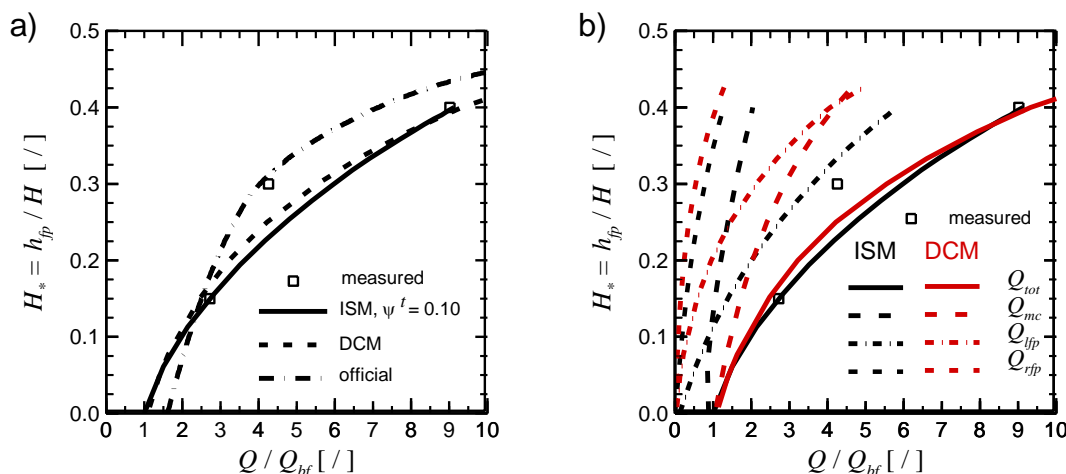 a)
0.5
0.4
0.3
0.2
0.1
0.0
H* = hfp / H [ / ]
measured
ISM, ψ t = 0.10
DCM
official
0 1 2 3 4 5 6 7 8 9 10
Q / Qbf [ / ]
b)
0.5
0.4
0.3
0.2
0.1
0.0
H* = hfp / H [ / ]
measured
ISM DCM
Qtot
Qmc
Qlfp
Qrfp
0 1 2 3 4 5 6 7 8 9 10
Q / Qbf [ / ]